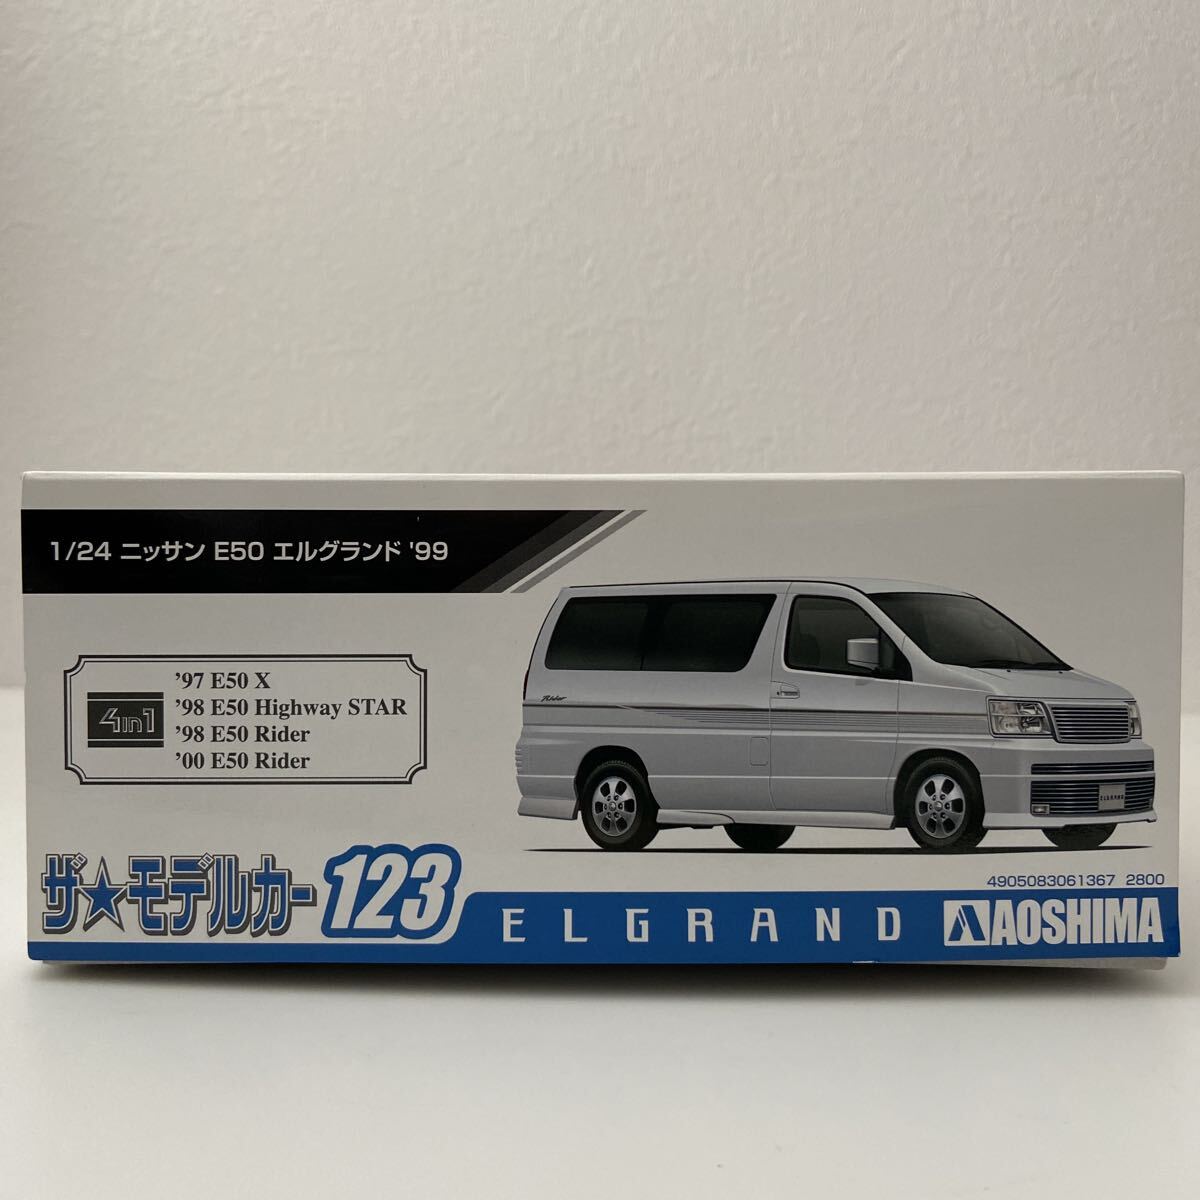 1/24 ニッサン E50 エルグランド '99
4in1
'97 E50 X
'98 E50 Highway STAR
'98 E50 Rider
'00 E50 Rider
Rider
ELGRAND
4905083061367 2800
ザ★モデルカー 123
ELGRAND
AOSHIMA